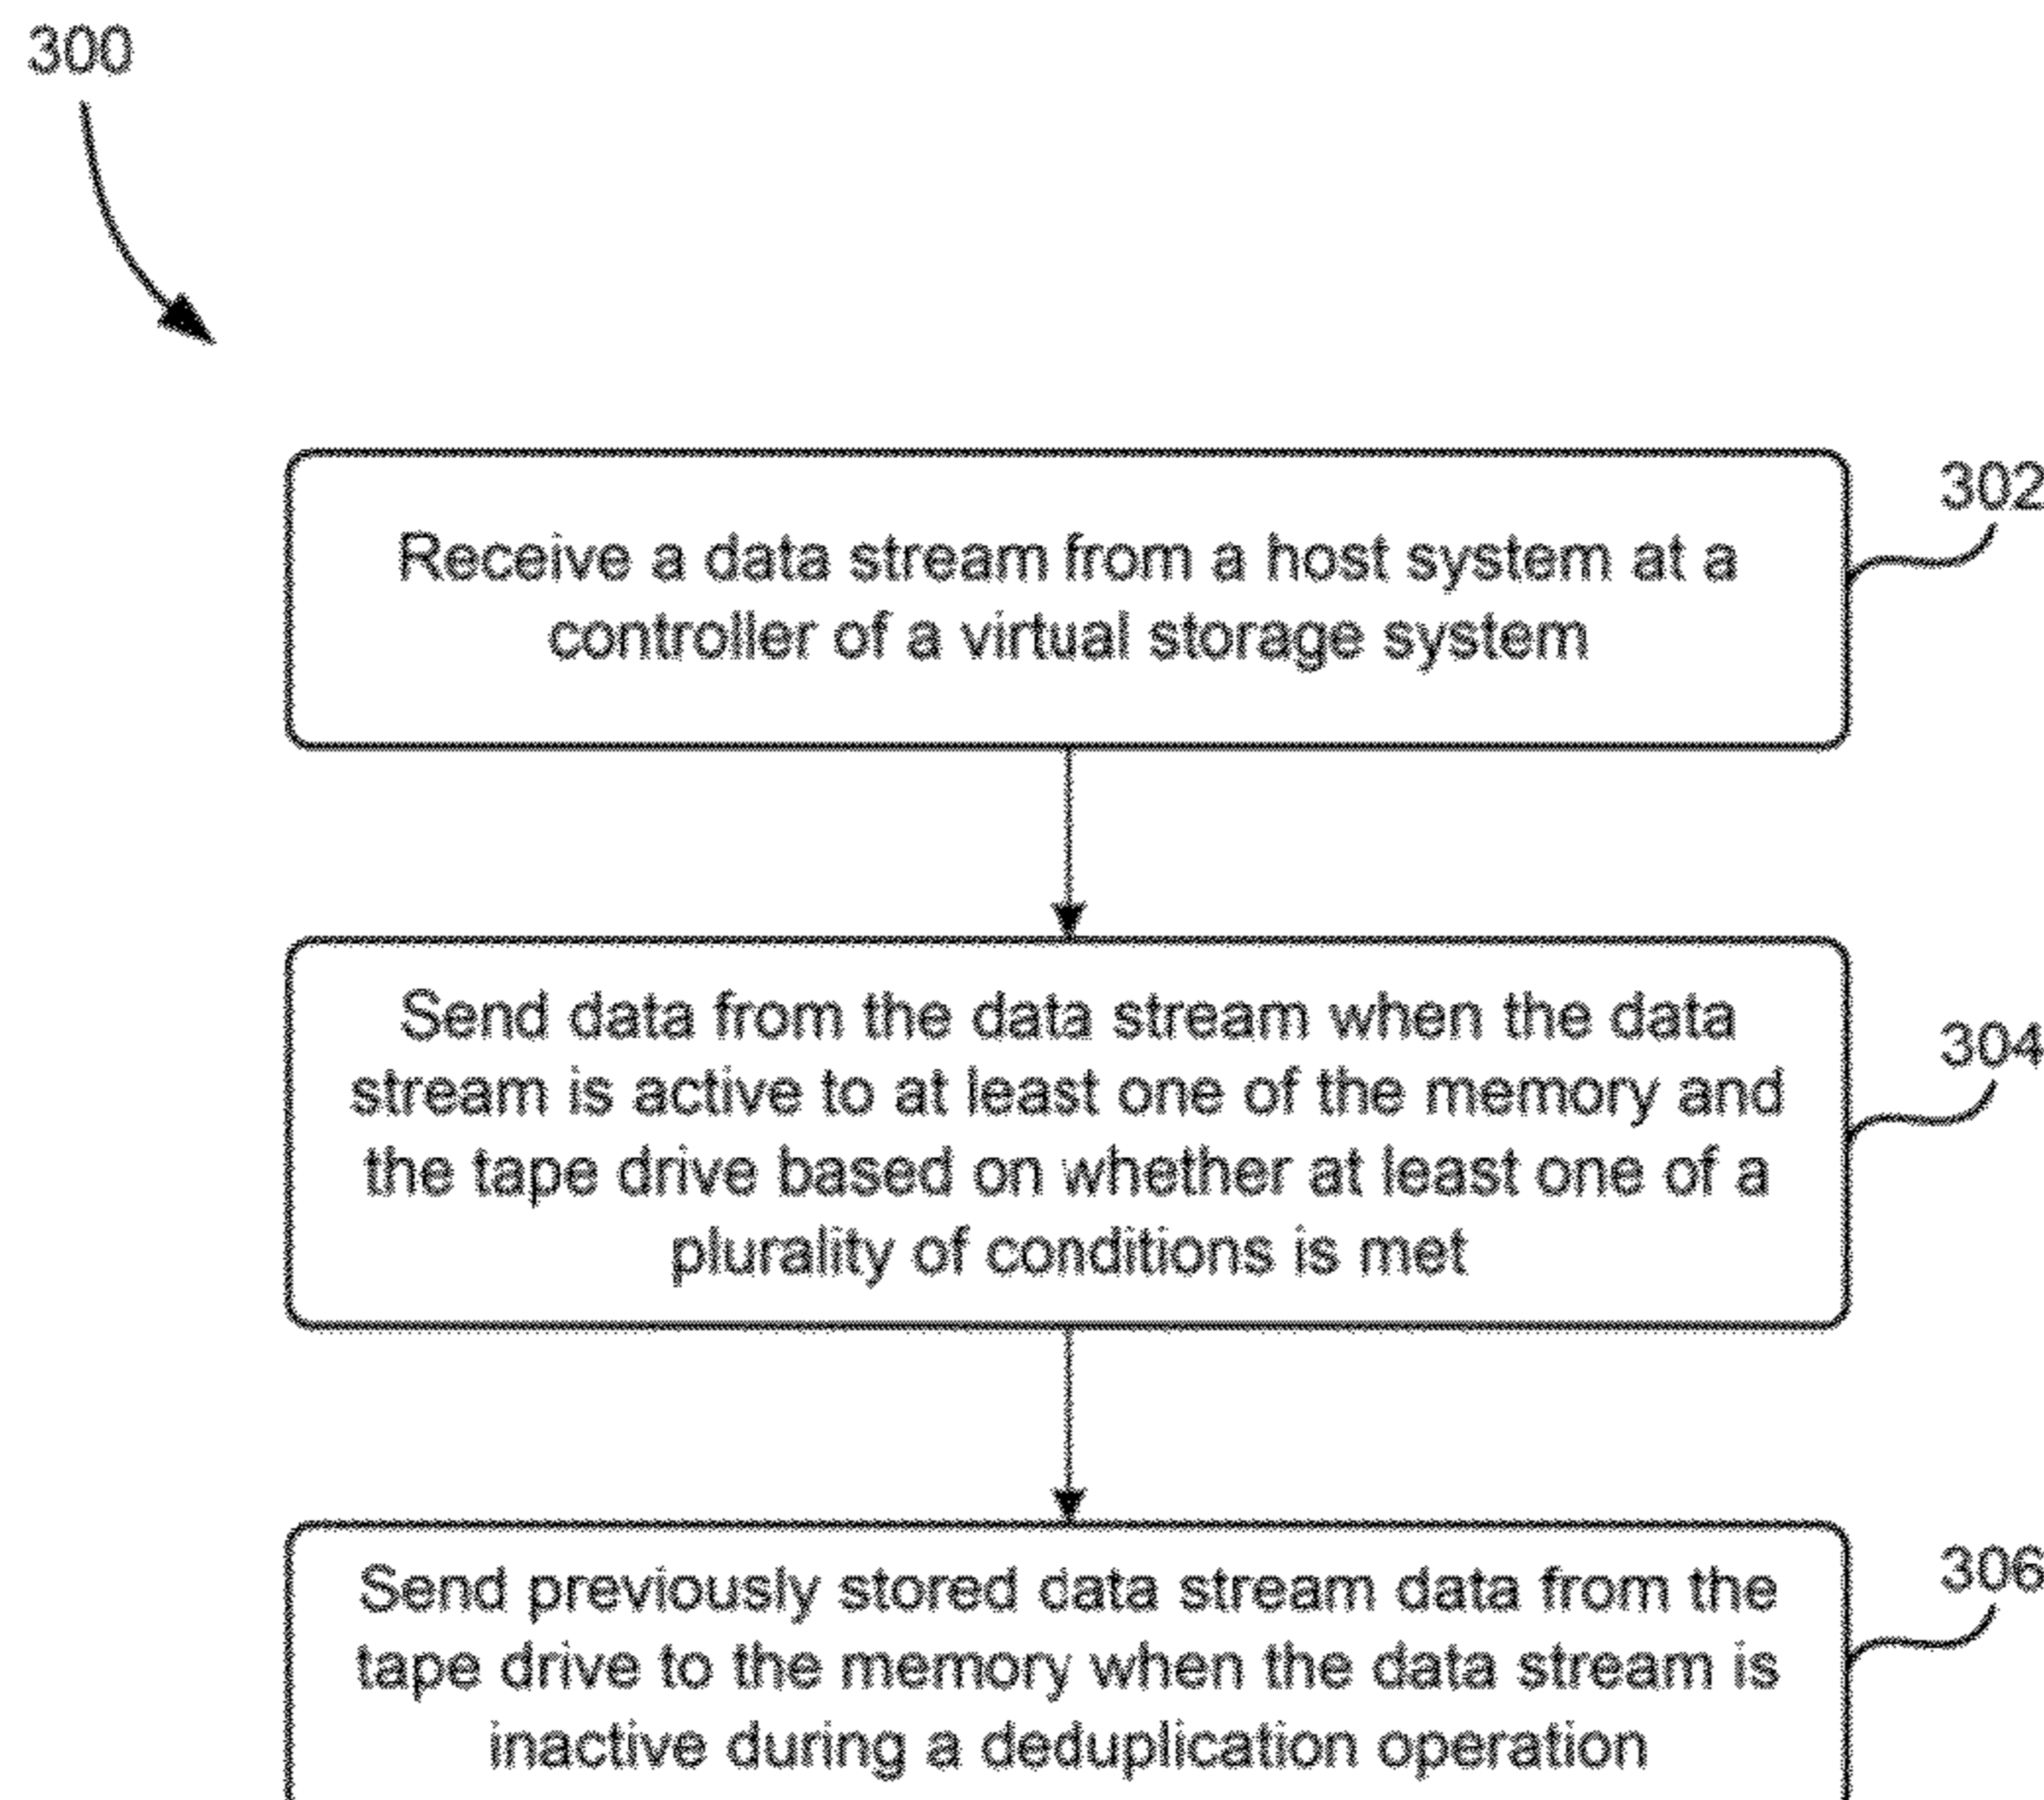 300
302
Receive a data stream from a host system at a
controller of a virtual storage system
304
Send data from the data stream when the data
stream is active to at least one of the memory and
the tape drive based on whether at least one of a
plurality of conditions is met
306
Send previously stored data stream data from the
tape drive to the memory when the data stream is
inactive during a deduplication operation